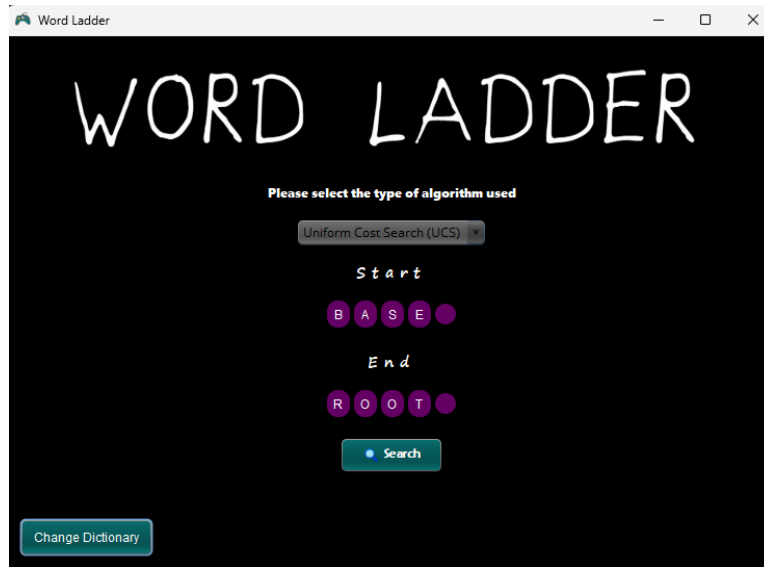 Word Ladder
WORD LADDER
Please select the type of algorithm used
Uniform Cost Search (UCS)
Start
B A S E
End
R O O T
Search
Change Dictionary